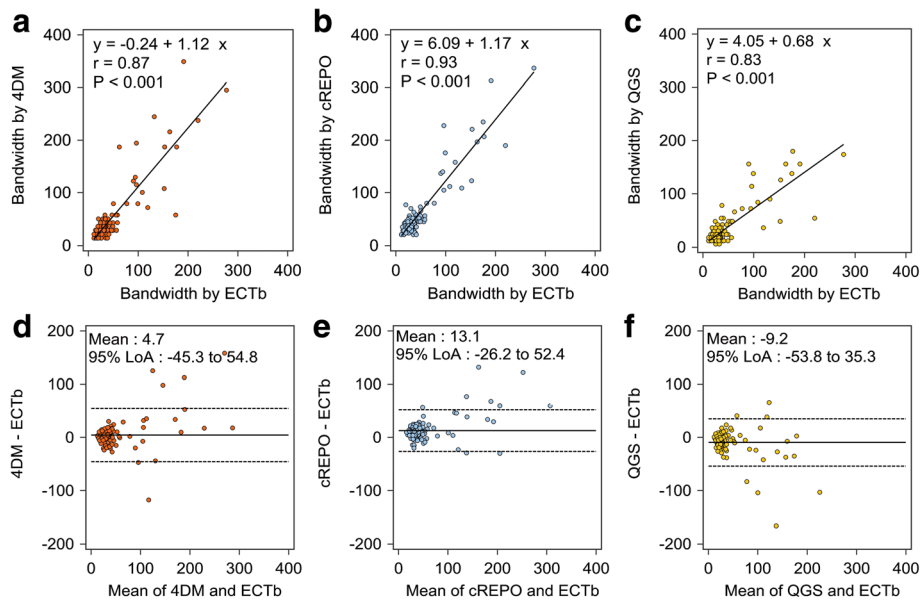 a
y = -0.24 + 1.12 x
r = 0.87
P < 0.001
Bandwidth by 4DM
400
300
200
100
0
0 100 200 300 400
Bandwidth by ECTb
b
y = 6.09 + 1.17 x
r = 0.93
P < 0.001
Bandwidth by cREPO
400
300
200
100
0
0 100 200 300 400
Bandwidth by ECTb
c
y = 4.05 + 0.68 x
r = 0.83
P < 0.001
Bandwidth by QGS
400
300
200
100
0
0 100 200 300 400
Bandwidth by ECTb
d
Mean : 4.7
95% LoA : -45.3 to 54.8
4DM - ECTb
200
100
0
-100
-200
0 100 200 300 400
Mean of 4DM and ECTb
e
Mean : 13.1
95% LoA : -26.2 to 52.4
cREPO - ECTb
200
100
0
-100
-200
0 100 200 300 400
Mean of cREPO and ECTb
f
Mean : -9.2
95% LoA : -53.8 to 35.3
QGS - ECTb
200
100
0
-100
-200
0 100 200 300 400
Mean of QGS and ECTb